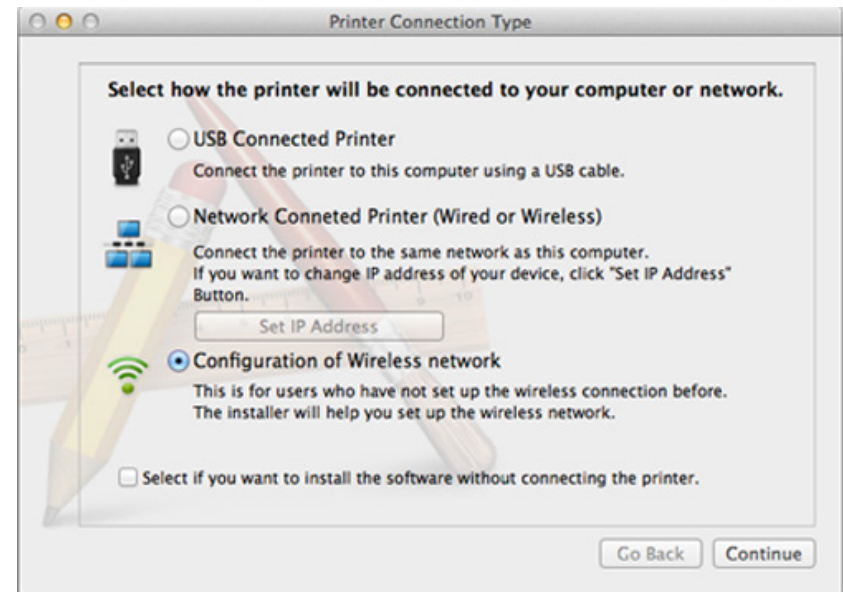 Printer Connection Type
Select how the printer will be connected to your computer or network.
USB Connected Printer
Connect the printer to this computer using a USB cable.
Network Conneted Printer (Wired or Wireless)
Connect the printer to the same network as this computer.
If you want to change IP address of your device, click "Set IP Address"
Button.
Set IP Address
Configuration of Wireless network
This is for users who have not set up the wireless connection before.
The installer will help you set up the wireless network.
Select if you want to install the software without connecting the printer.
Go Back
Continue